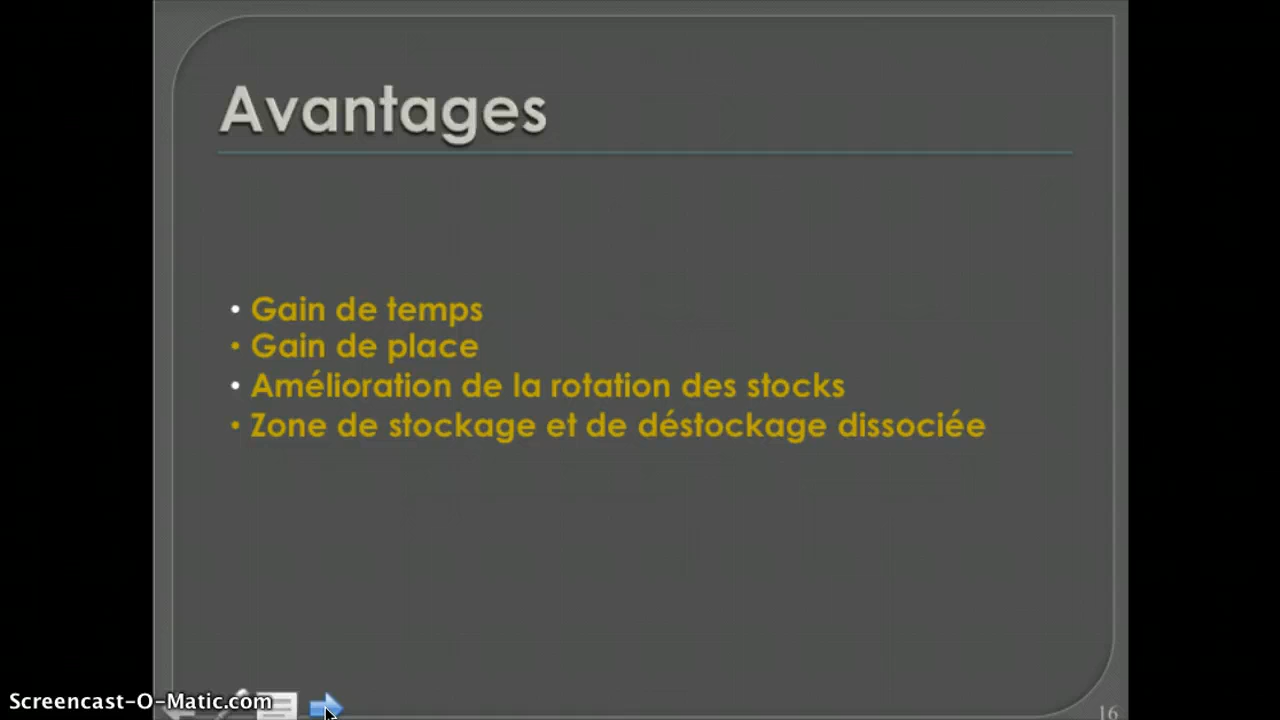 Avantages
• Gain de temps
• Gain de place
• Amélioration de la rotation des stocks
• Zone de stockage et de déstockage dissociée
Screencast-O-Matic.com
16